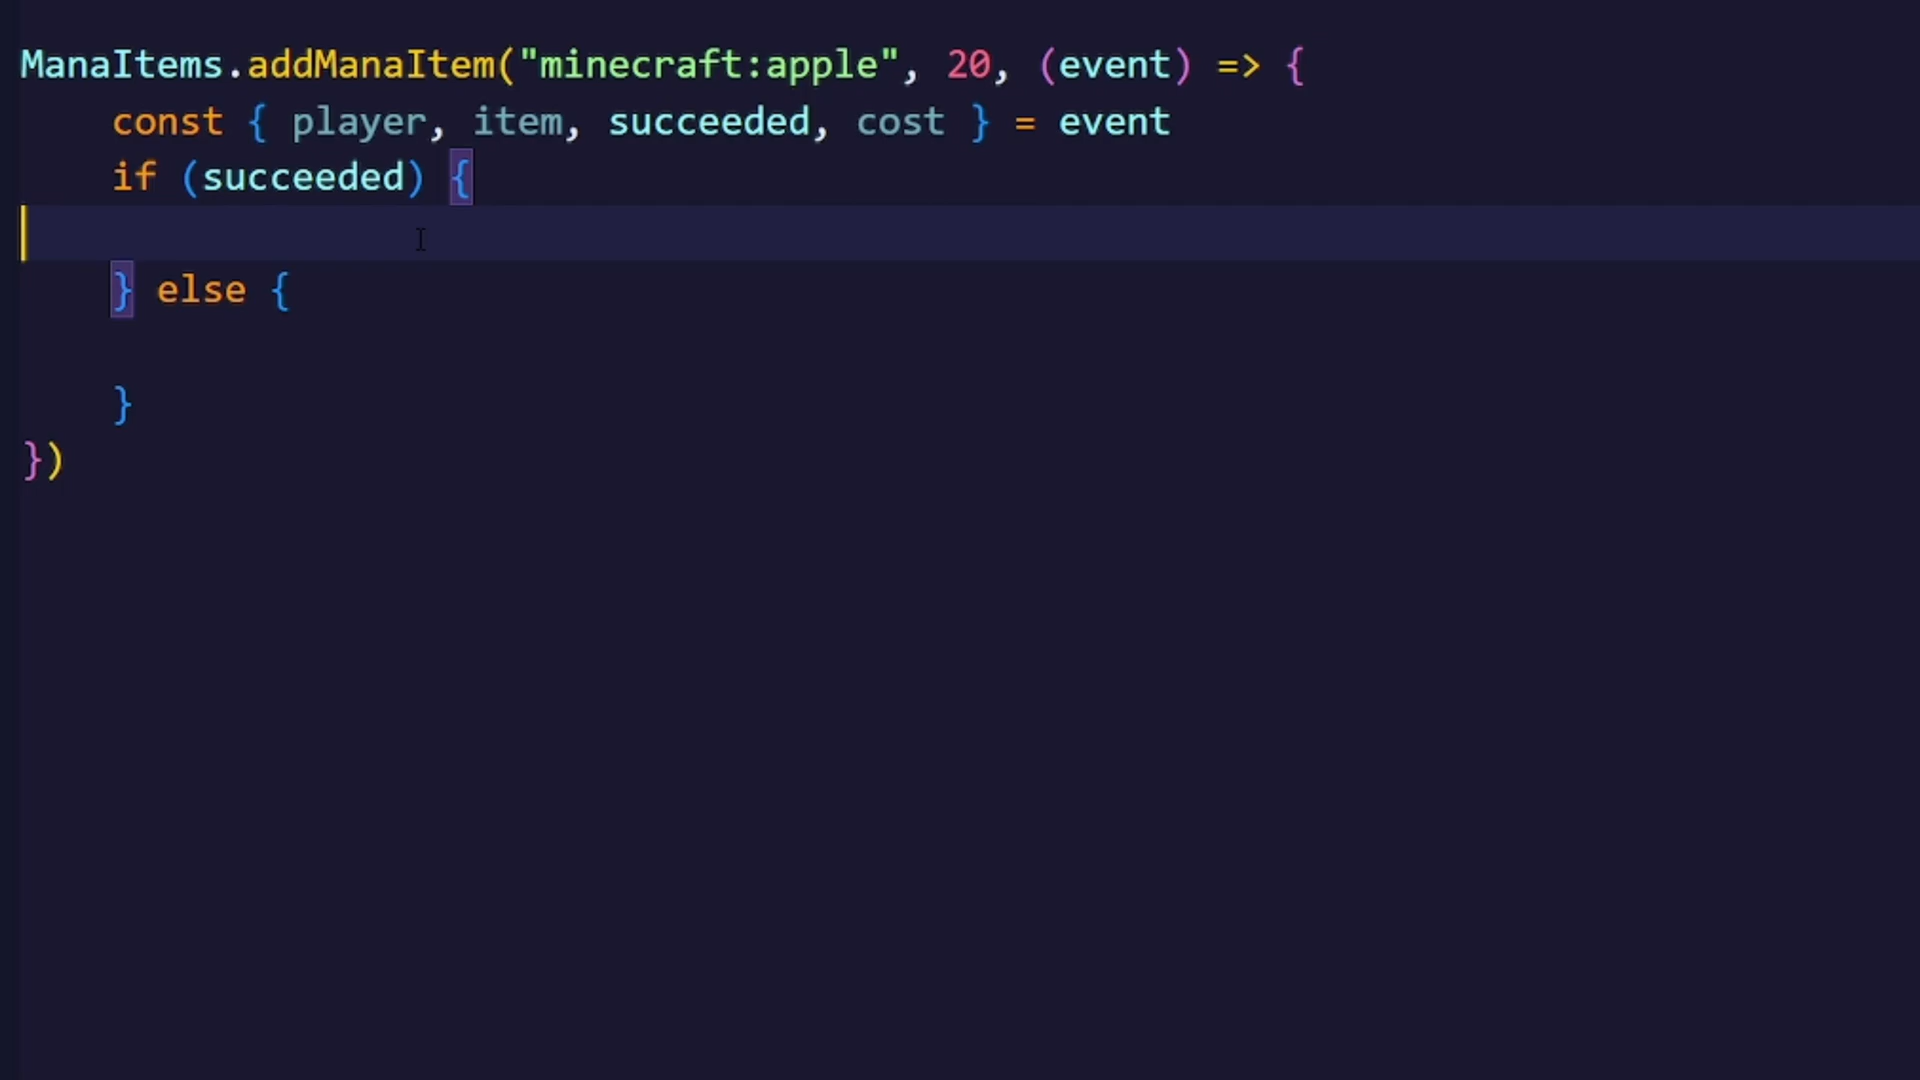 ManaItems.addManaItem("minecraft:apple", 20, (event) => {
    const { player, item, succeeded, cost } = event
    if (succeeded) {
    } else {
    }
})